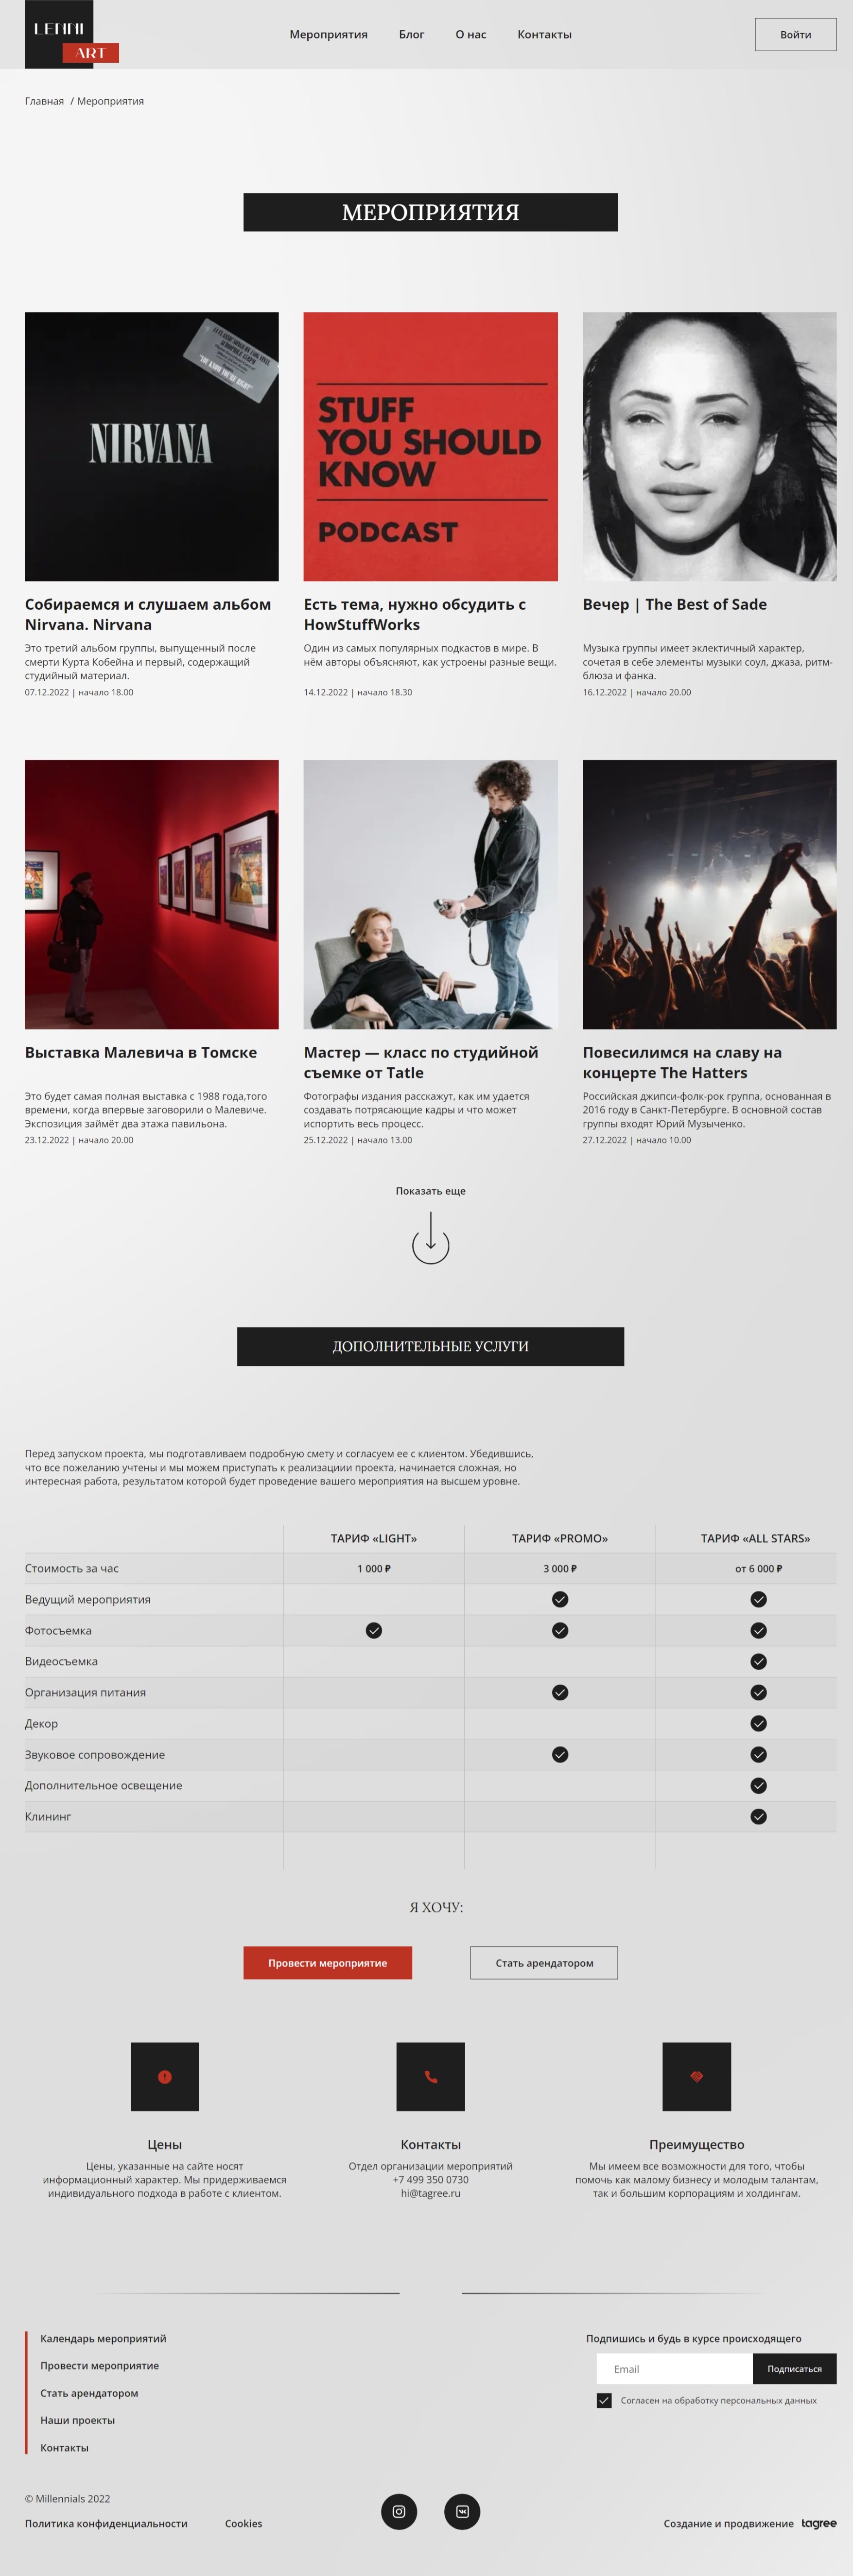 LENNI
ART
Мероприятия Блог О нас Контакты
Войти
Главная / Мероприятия
МЕРОПРИЯТИЯ
NIRVANA
STUFF
YOU SHOULD
KNOW
PODCAST
Собираемся и слушаем альбом
Nirvana. Nirvana
Это третий альбом группы, выпущенный после
смерти Курта Кобейна и первый, содержащий
студийный материал.
07.12.2022 | начало 18.00
Есть тема, нужно обсудить с
HowStuffWorks
Один из самых популярных подкастов в мире. В
нём авторы объясняют, как устроены разные вещи.
14.12.2022 | начало 18.30
Вечер | The Best of Sade
Музыка группы имеет эклектичный характер,
сочетая в себе элементы музыки соул, джаза, ритм-
блюза и фанка.
16.12.2022 | начало 20.00
Выставка Малевича в Томске
Это будет самая полная выставка с 1988 года,того
времени, когда впервые заговорили о Малевиче.
Экспозиция займёт два этажа павильона.
23.12.2022 | начало 20.00
Мастер — класс по студийной
съемке от Tatle
Фотографы издания расскажут, как им удается
создавать потрясающие кадры и что может
испортить весь процесс.
25.12.2022 | начало 13.00
Повесилимся на славу на
концерте The Hatters
Российская джипси-фолк-рок группа, основанная в
2016 году в Санкт-Петербурге. В основной состав
группы входят Юрий Музыченко.
27.12.2022 | начало 10.00
Показать еще
ДОПОЛНИТЕЛЬНЫЕ УСЛУГИ
Перед запуском проекта, мы подготавливаем подробную смету и согласуем ее с клиентом. Убедившись,
что все пожеланию учтены и мы можем приступать к реализациии проекта, начинается сложная, но
интересная работа, результатом которой будет проведение вашего мероприятия на высшем уровне.
ТАРИФ «LIGHT» ТАРИФ «PROMO» ТАРИФ «ALL STARS»
Стоимость за час 1 000 ₽ 3 000 ₽ от 6 000 ₽
Ведущий мероприятия
Фотосъемка
Видеосъемка
Организация питания
Декор
Звуковое сопровождение
Дополнительное освещение
Клининг
Я ХОЧУ:
Провести мероприятие
Стать арендатором
Цены
Цены, указанные на сайте носят
информационный характер. Мы придерживаемся
индивидуального подхода в работе с клиентом.
Контакты
Отдел организации мероприятий
+7 499 350 0730
hi@tagree.ru
Преимущество
Мы имеем все возможности для того, чтобы
помочь как малому бизнесу и молодым талантам,
так и большим корпорациям и холдингам.
Календарь мероприятий
Провести мероприятие
Стать арендатором
Наши проекты
Контакты
Подпишись и будь в курсе происходящего
Email
Подписаться
Согласен на обработку персональных данных
© Millennials 2022
Политика конфиденциальности Cookies
Создание и продвижение tagree